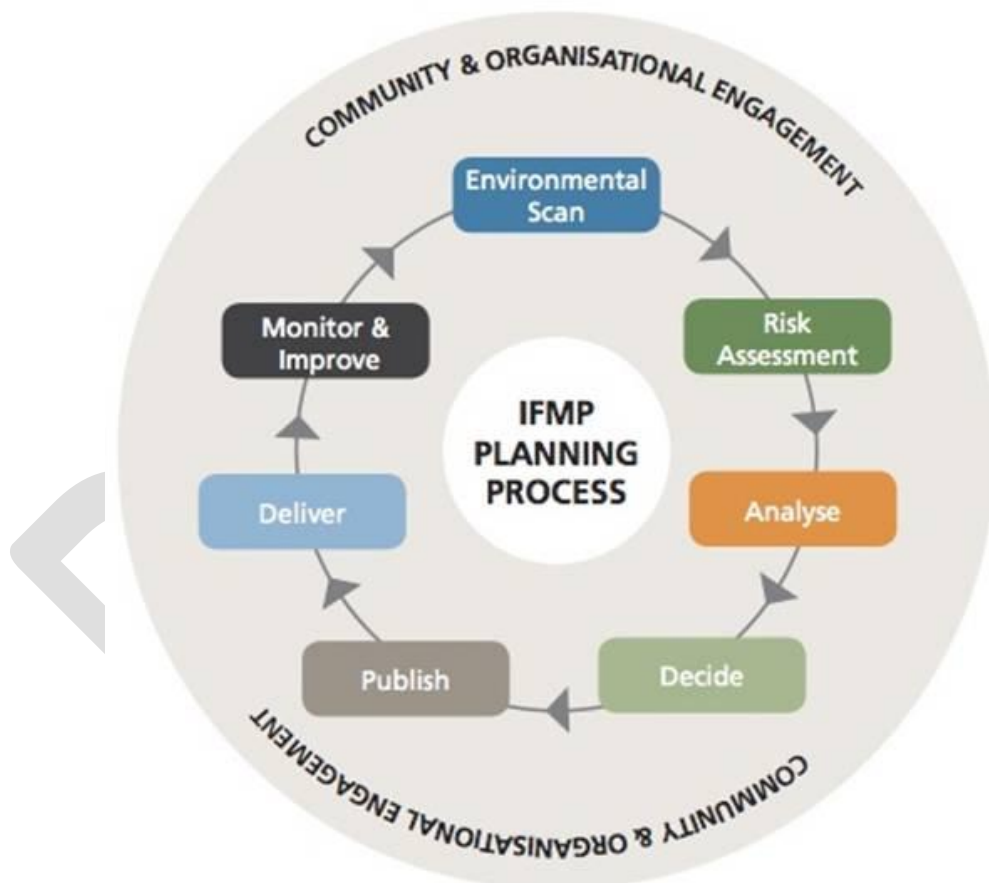 COMMUNITY & ORGANISATIONAL ENGAGEMENT
Environmental
Scan
Risk
Assessment
Analyse
Decide
Publish
Deliver
Monitor &
Improve
IFMP
PLANNING
PROCESS
COMMUNITY & ORGANISATIONAL ENGAGEMENT